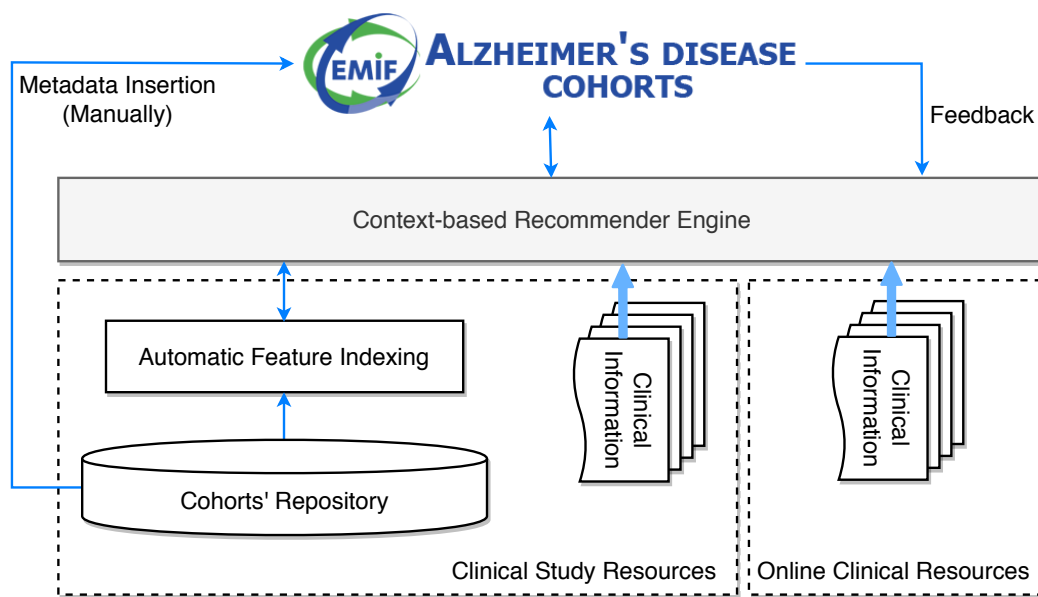 EMIF
ALZHEIMER'S DISEASE
COHORTS
Metadata Insertion
(Manually)
Feedback
Context-based Recommender Engine
Automatic Feature Indexing
Clinical
Information
Clinical
Information
Cohorts' Repository
Clinical Study Resources
Online Clinical Resources